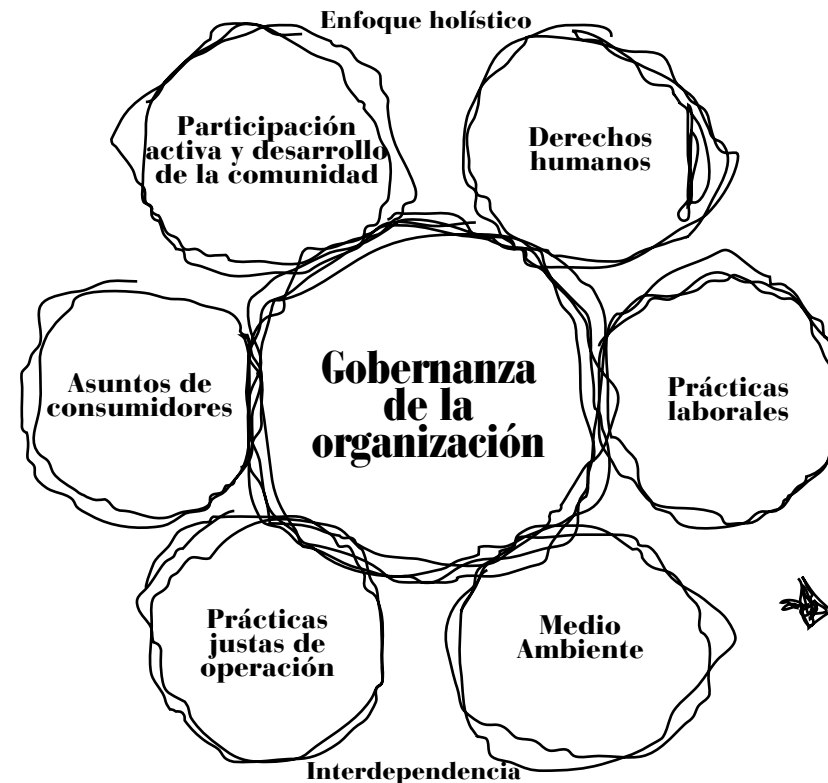 Enfoque holístico
Participación
activa y desarrollo
de la comunidad
Derechos
humanos
Asuntos de
consumidores
Gobernanza
de la
organización
Prácticas
laborales
Prácticas
justas de
operación
Medio
Ambiente
Interdependencia